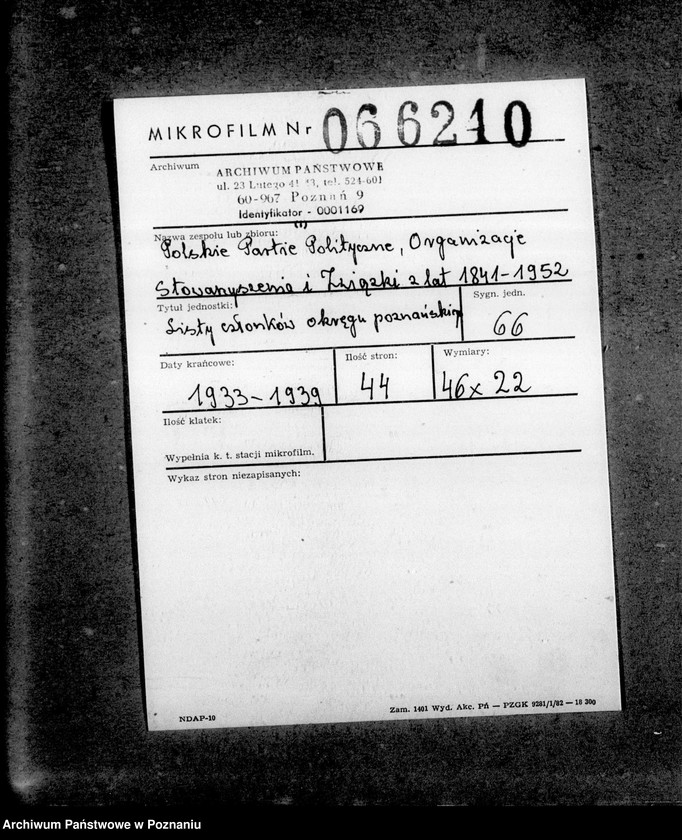 MIKROFILM Nr 066210
Archiwum
ARCHIWUM PAŃSTWOWE
ul. 23 Lutego 41/43, tel. 524-601
60-967 Poznań 9
Identyfikator - 0001169
Nazwa zespołu lub zbioru:
Polskie Partie Polityczne, Organizacje
Stowarzyszenia i Związki z lat 1841-1952
Tytuł jednostki:
Listy członków okręgu poznańskiego
Sygn. jedn.
66
Daty krańcowe:
1933-1939
Ilość stron:
44
Wymiary:
46x22
Ilość klatek:
Wypełnia k. t. stacji mikrofilm.
Wykaz stron niezapisanych:
NDAP-10
Zam. 1401 Wyd. Akc. Pń — PZGK 9281/1/82 — 18 300
Archiwum Państwowe w Poznaniu